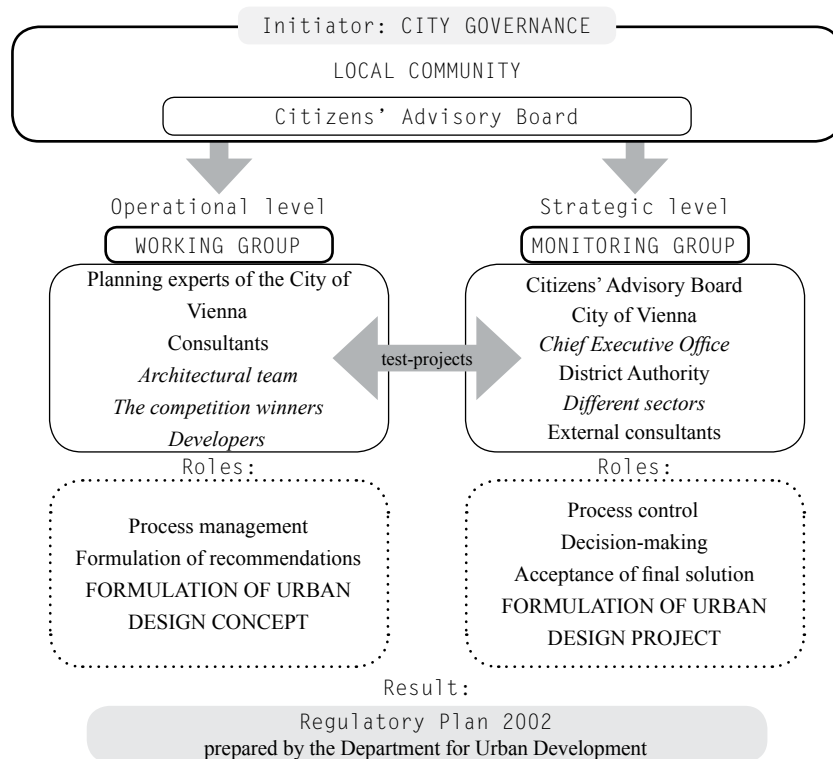 Initiator: CITY GOVERNANCE
LOCAL COMMUNITY
Citizens’ Advisory Board
Operational level
WORKING GROUP
Planning experts of the City of
Vienna
Consultants
Architectural team
The competition winners
Developers
test-projects
Strategic level
MONITORING GROUP
Citizens’ Advisory Board
City of Vienna
Chief Executive Office
District Authority
Different sectors
External consultants
Roles:
Process management
Formulation of recommendations
FORMULATION OF URBAN
DESIGN CONCEPT
Roles:
Process control
Decision-making
Acceptance of final solution
FORMULATION OF URBAN
DESIGN PROJECT
Result:
Regulatory Plan 2002
prepared by the Department for Urban Development